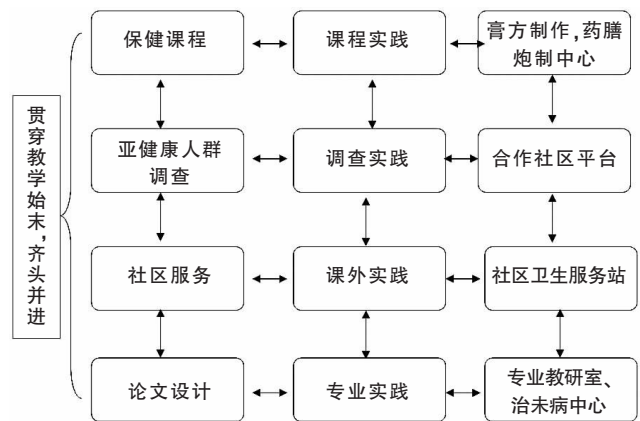 保健课程
课程实践
膏方制作,药膳
炮制中心
贯穿教学始末,齐头并进
亚健康人群
调查
调查实践
合作社区平台
社区服务
课外实践
社区卫生服务站
论文设计
专业实践
专业教研室、
治未病中心